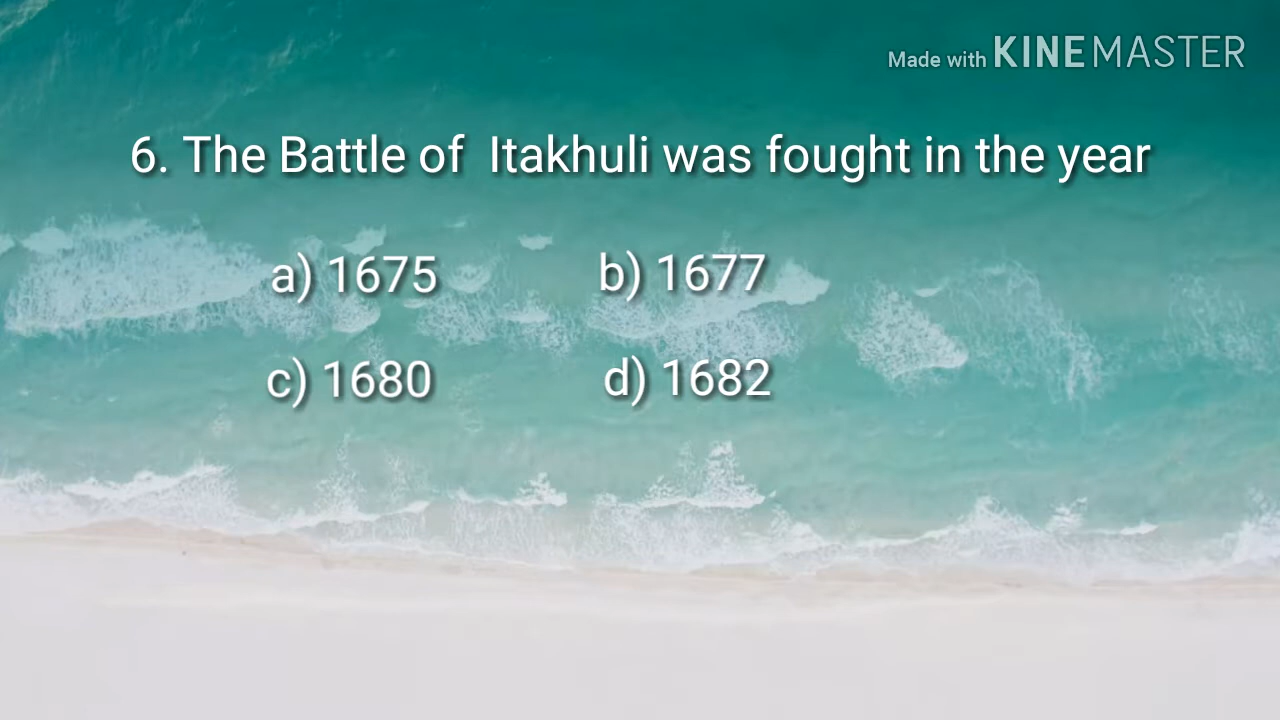 Made with KINEMASTER
6. The Battle of Itakhuli was fought in the year
a) 1675 b) 1677
c) 1680 d) 1682